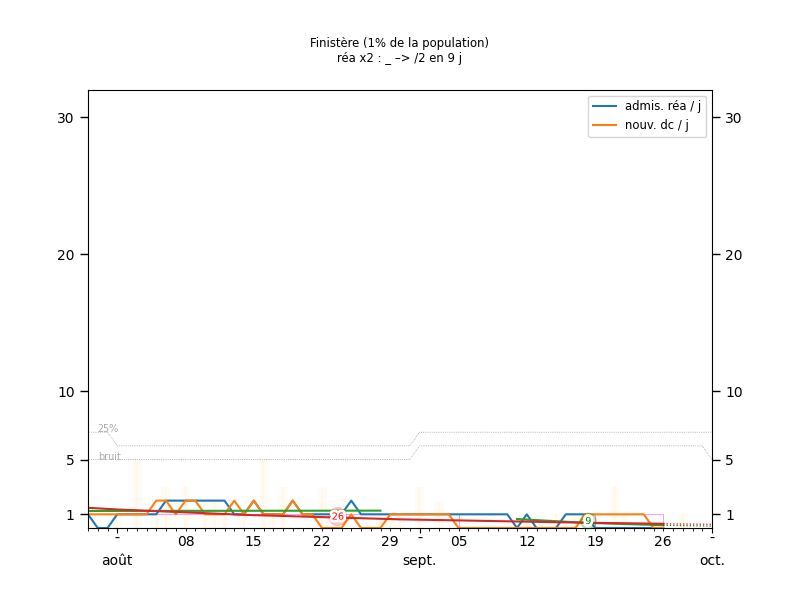 Finistère (1% de la population)
réa x2 : _ –> /2 en 9 j
admis. réa / j
nouv. dc / j
30
30
20
20
10
10
25%
bruit
5
5
1
1
26
9
- 08 15 22 29 - 05 12 19 26 -
août sept. oct.